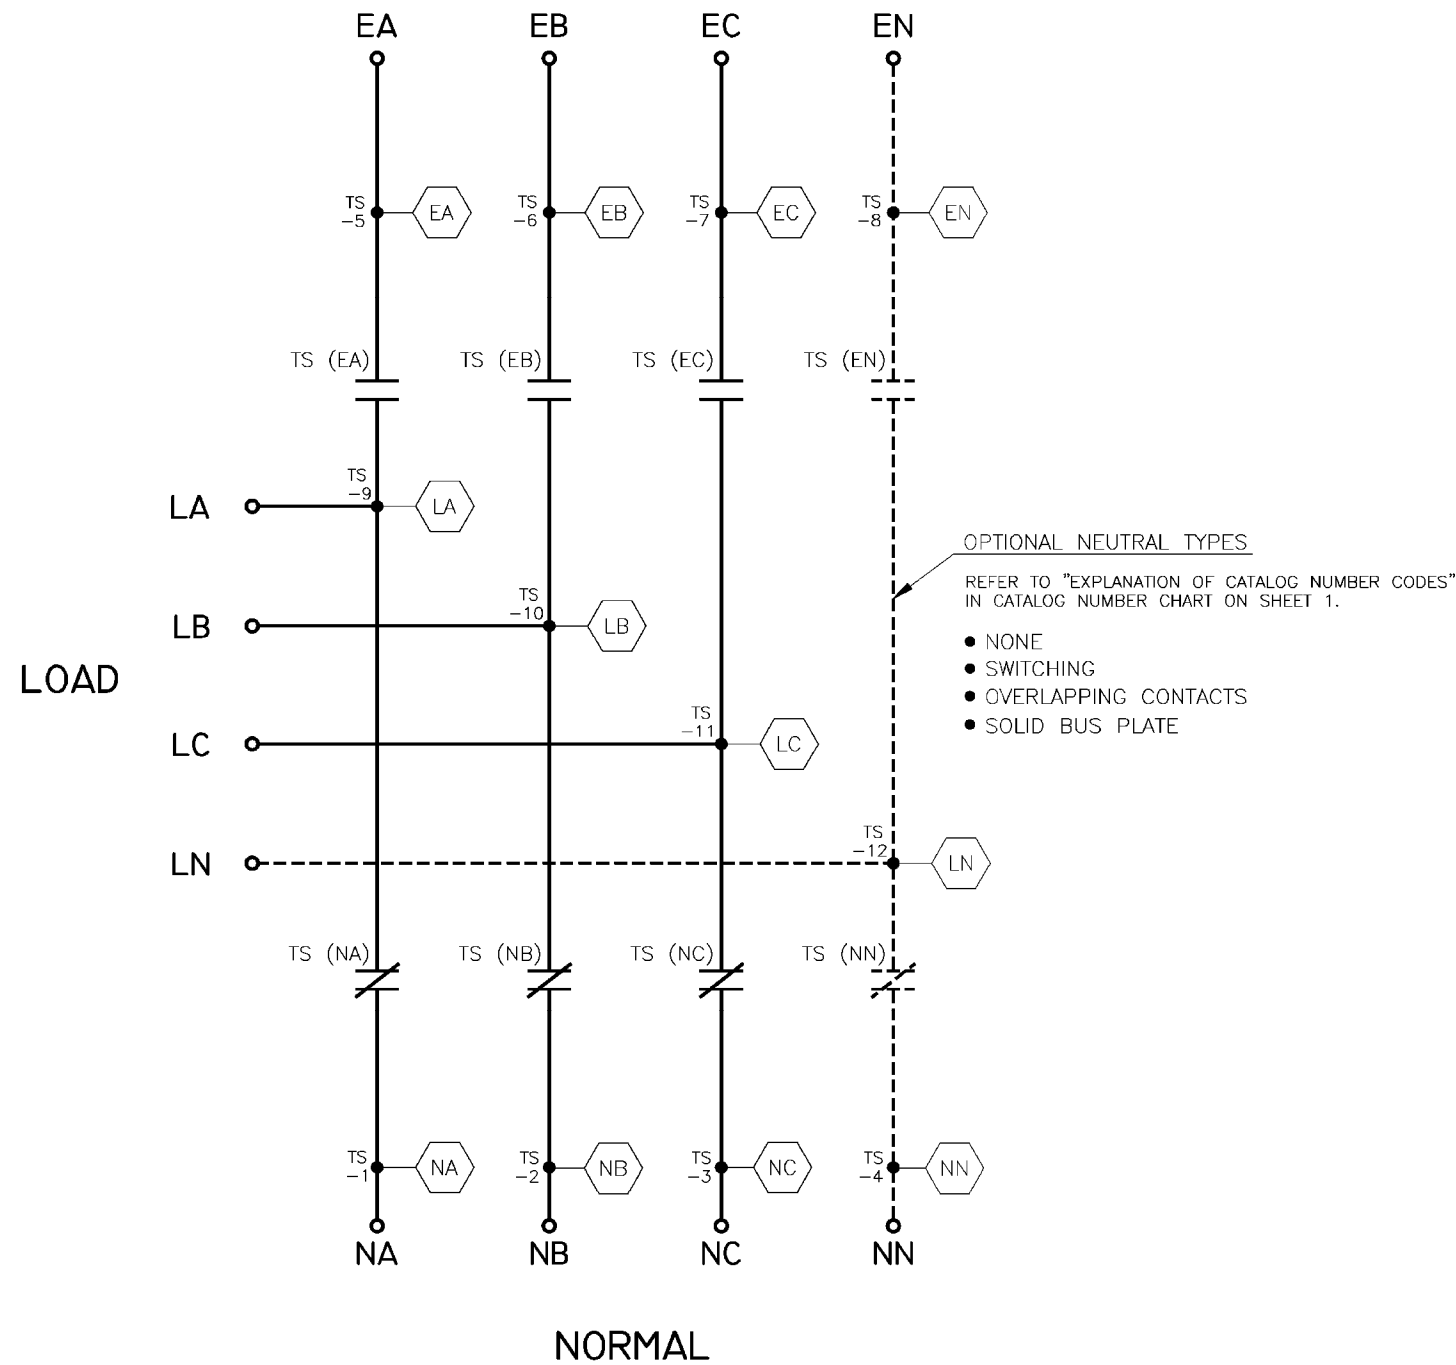 EA EB EC EN
TS TS TS TS
-5 EA -6 EB -7 EC -8 EN
TS (EA) TS (EB) TS (EC) TS (EN)
TS
-9
LA LA
OPTIONAL NEUTRAL TYPES
REFER TO "EXPLANATION OF CATALOG NUMBER CODES"
IN CATALOG NUMBER CHART ON SHEET 1.
TS
-10
LB LB
• NONE
• SWITCHING
• OVERLAPPING CONTACTS
• SOLID BUS PLATE
LOAD
TS
-11
LC LC
TS
-12
LN LN
TS (NA) TS (NB) TS (NC) TS (NN)
TS TS TS TS
-1 NA -2 NB -3 NC -4 NN
NA NB NC NN
NORMAL